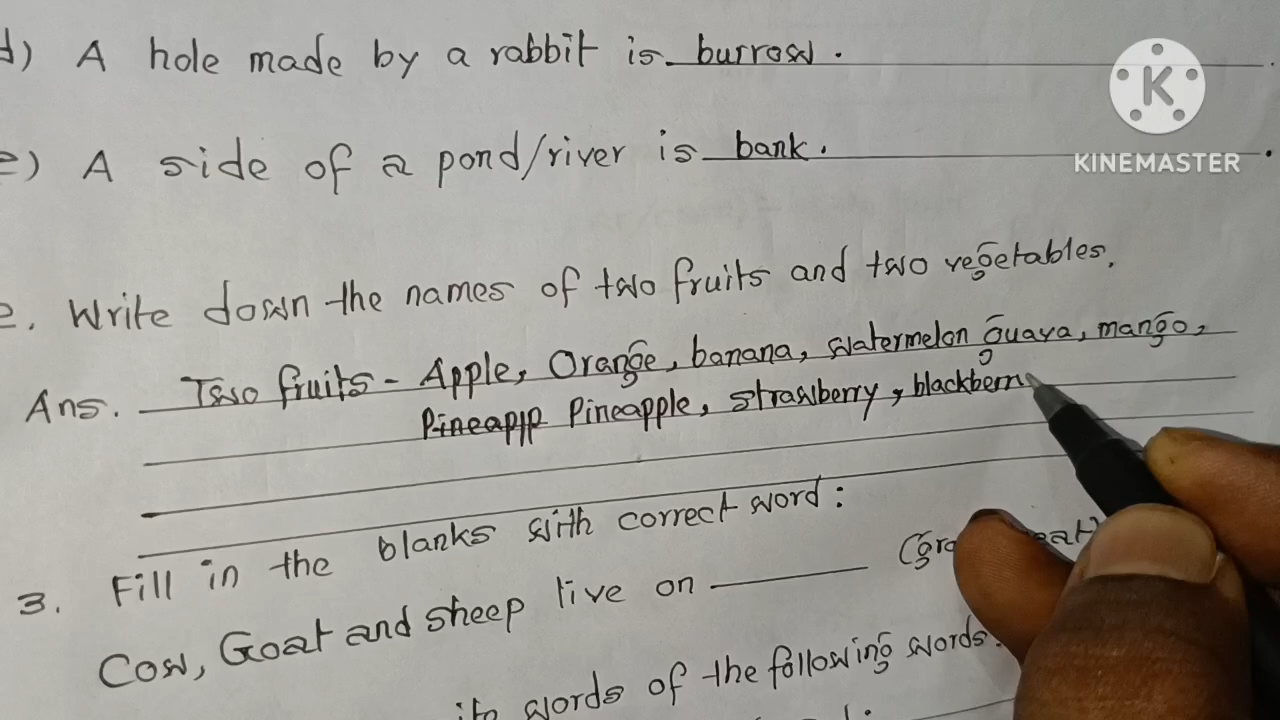 d) A hole made by a rabbit is burrow.
K
KINEMASTER
e) A side of a pond/river is bank.
2. Write down the names of two fruits and two vegetables.
Ans. Two fruits - Apple, Orange, banana, watermelon Guava, mango,
Pineapp Pineapple, strawberry, blackberr
3. Fill in the blanks with correct word:
Cow, Goat and sheep live on ______
words of the following words.